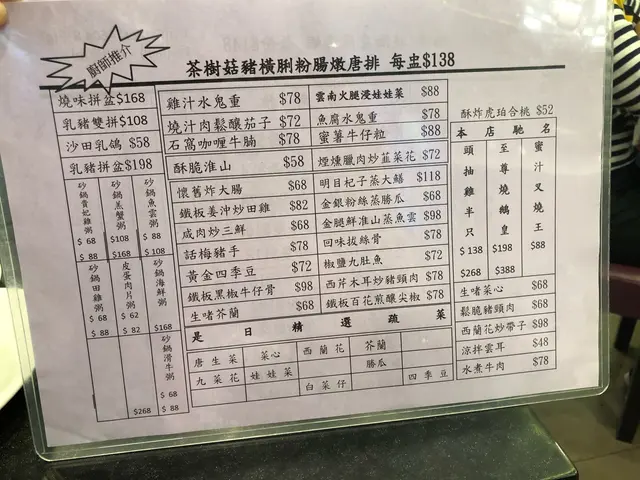 廚師推介
茶樹菇豬橫脷粉腸燉唐排 每盅$138
燒味拼盆$168
乳豬雙拼$108
沙田乳鴿 $58
乳豬拼盆$198
砂鍋貴妃雞粥 $68 $88
砂鍋羔蟹粥 $108 $168
砂鍋魚雲粥 $88 $108
砂鍋田雞粥 $68 $88
皮蛋肉片粥 $62 $82
砂鍋海鮮粥 $168
$268
砂鍋滑牛粥 $68 $88
雞汁水鬼重 $78
燒汁肉鬆釀茄子 $72
石窩咖喱牛腩 $78
酥脆淮山 $58
懷舊炸大腸 $68
鐵板姜沖炒田雞 $82
咸肉炒三鮮 $68
話梅豬手 $78
黃金四季豆 $72
鐵板黑椒牛仔骨 $98
生啫芥蘭 $68
雲南火腿浸娃娃菜 $88
魚腐水鬼重 $78
蜜薯牛仔粒 $88
煙燻臘肉炒韮菜花 $72
明目杞子蒸大鱔 $118
金銀粉絲蒸勝瓜 $68
金腿鮮淮山蒸魚雲 $98
回味拔絲骨 $78
椒鹽九肚魚 $72
西芹木耳炒豬頸肉 $78
鐵板百花煎釀尖椒 $78
是日精選蔬菜
唐生菜 菜心 西蘭花 芥蘭
勝瓜
九菜花 娃娃菜 白菜仔 四季豆
酥炸虎珀合桃 $52
本店馳名
頭抽雞半只 $138 $268
至尊燒鵝皇 $198 $388
蜜汁叉燒王 $88
生啫菜心 $68
鬆脆豬頸肉 $68
西蘭花炒帶子 $98
涼拌雲耳 $48
水煮牛肉 $78